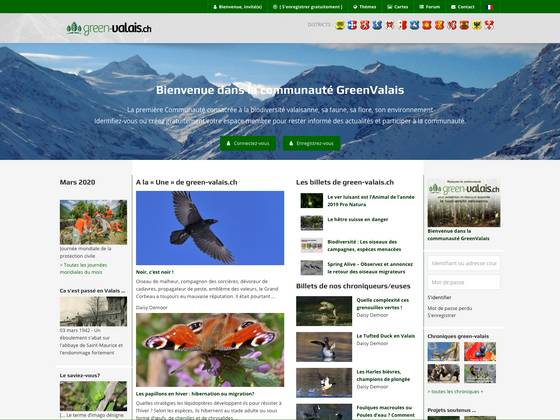 Bienvenue, invité(e)
[ S'enregistrer gratuitement ]
Thèmes
Cartes
Forum
Contact
green-valais.ch
DISTRICTS :
Bienvenue dans la communauté GreenValais
La première Communauté consacrée à la biodiversité valaisanne, sa faune, sa flore, son environnement.
Identifiez-vous ou créez gratuitement votre espace membre pour rester informé des actualités et participer à la communauté.
Connectez-vous
Enregistrez-vous
Mars 2020
Journée mondiale de la
protection civile
> Toutes les journées
mondiales du mois
Ca s'est passé en Valais ...
03 mars 1942 - Un
éboulement s'abat sur
l'abbaye de Saint-Maurice et
l'endommage fortement
Le saviez-vous?
[... Le terme d'imago désigne
A la « Une » de green-valais.ch
Noir, c'est noir !
Oiseau de malheur, compagnon des sorcières, dévoreur de
cadavres, propagateur de peste, emblème des voleurs, le Grand
Corbeau a toujours eu mauvaise réputation. Il était pourtant ...
Daisy Demoor
Les papillons en hiver : hibernation ou migration?
Quelles stratégies les lépidoptères développent-ils pour résister à
l'hiver ? Selon les espèces, ils hibernent au stade adulte ou sous
forme d'œufs, de chenilles et de chrysalides ...
Les billets de green-valais.ch
Le ver luisant est l'Animal de l'année
2019 Pro Natura
Le hêtre suisse en danger
Biodiversité : Les oiseaux des
campagnes, espèces menacées
Spring Alive – Observez et annoncez
le retour des oiseaux migrateurs
Billets de nos chroniqueurs/euses
Quelle complexité ces
grenouilles vertes !
Daisy Demoor
Le Tufted Duck en Valais
Daisy Demoor
Les Harles bièvres,
champions de plongée
Daisy Demoor
Foulques macroules ou
Poules d'eau ? Comment
green-valais.ch
Bienvenue dans la
communauté GreenValais
Identifiant ou adresse cour
Mot de passe
S'identifier
Mot de passe perdu
S'enregistrer
Chroniques green-valais
> toutes les chroniques <
Projets soutenus ...